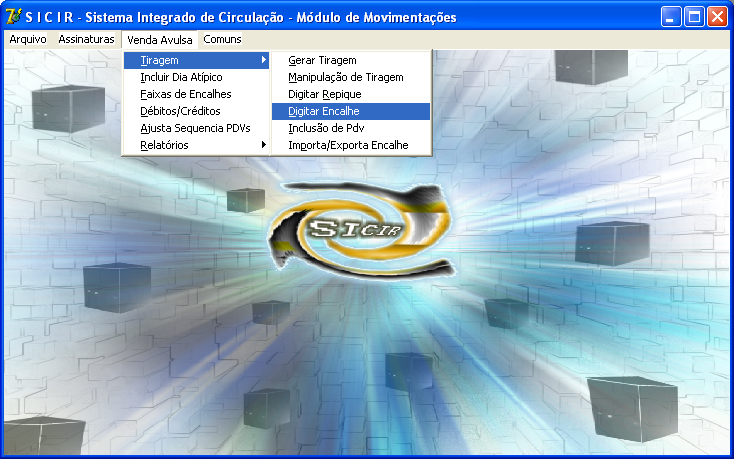 S I C I R - Sistema Integrado de Circulação - Módulo de Movimentações
Arquivo Assinaturas Venda Avulsa Comuns
Tiragem
Incluir Dia Atípico
Faixas de Encalhes
Débitos/Créditos
Ajusta Sequencia PDVs
Relatórios
Gerar Tiragem
Manipulação de Tiragem
Digitar Repique
Digitar Encalhe
Inclusão de Pdv
Importa/Exporta Encalhe
SICIR